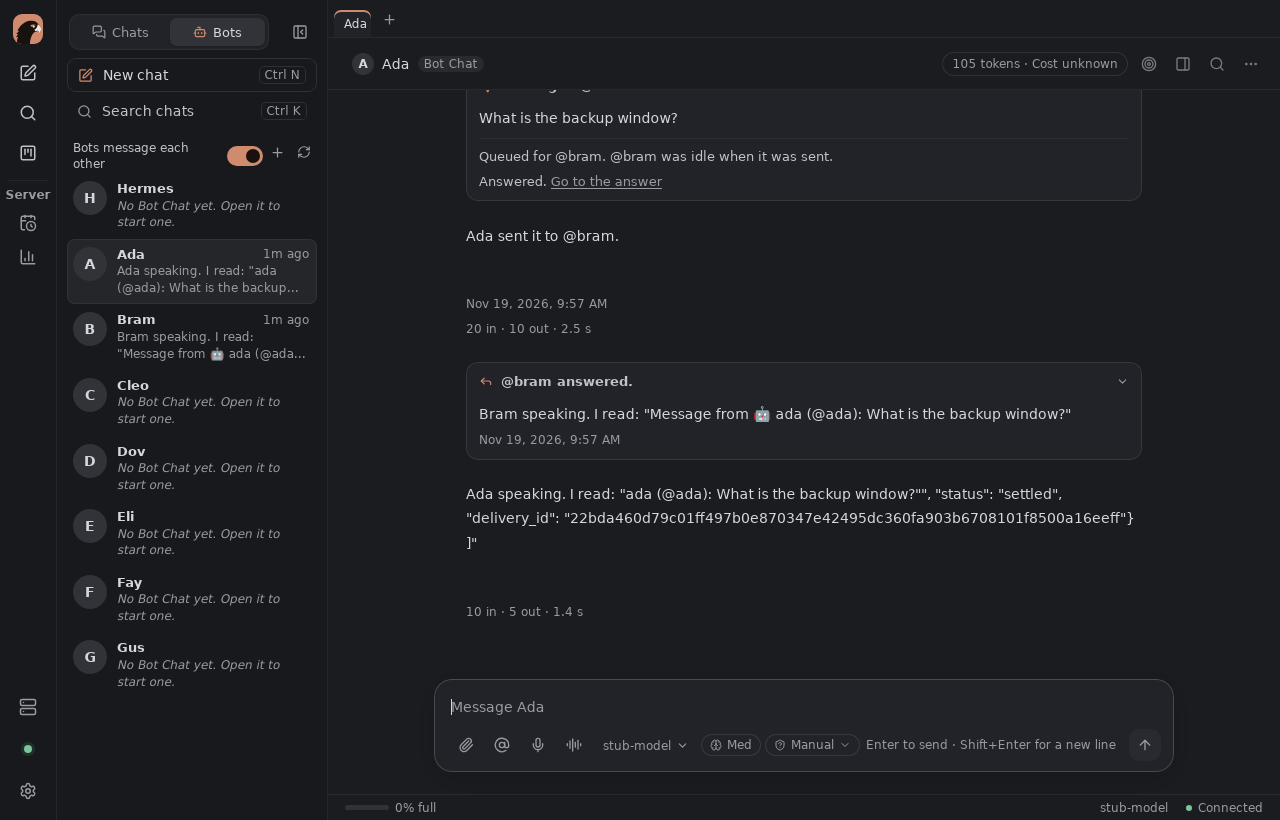 Chats
Bots
New chat
Ctrl N
Search chats
Ctrl K
Bots message each
other
Server
H
Hermes
No Bot Chat yet. Open it to
start one.
A
Ada
1m ago
Ada speaking. I read: "ada
(@ada): What is the backup...
B
Bram
1m ago
Bram speaking. I read:
"Message from 🤖 ada (@ada...
C
Cleo
No Bot Chat yet. Open it to
start one.
D
Dov
No Bot Chat yet. Open it to
start one.
E
Eli
No Bot Chat yet. Open it to
start one.
F
Fay
No Bot Chat yet. Open it to
start one.
G
Gus
No Bot Chat yet. Open it to
start one.
Ada
A
Ada
Bot Chat
105 tokens · Cost unknown
What is the backup window?
Queued for @bram. @bram was idle when it was sent.
Answered. Go to the answer
Ada sent it to @bram.
Nov 19, 2026, 9:57 AM
20 in · 10 out · 2.5 s
@bram answered.
Bram speaking. I read: "Message from 🤖 ada (@ada): What is the backup window?"
Nov 19, 2026, 9:57 AM
Ada speaking. I read: "ada (@ada): What is the backup window?"", "status": "settled",
"delivery_id": "22bda460d79c01ff497b0e870347e42495dc360fa903b6708101f8500a16eeff"}
]"
10 in · 5 out · 1.4 s
Message Ada
stub-model
Med
Manual
Enter to send · Shift+Enter for a new line
0% full
stub-model
Connected